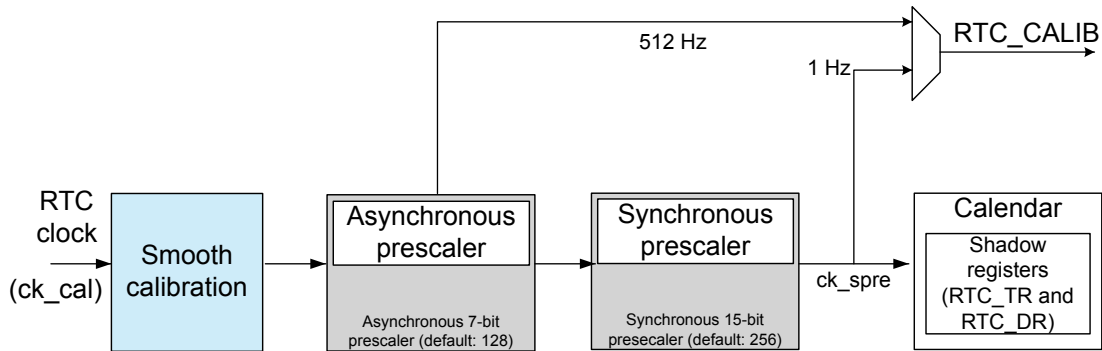 512 Hz
RTC_CALIB
1 Hz
RTC
clock
(ck_cal)
Smooth
calibration
Asynchronous
prescaler
Asynchronous 7-bit
prescaler (default: 128)
Synchronous
prescaler
Synchronous 15-bit
presecaler (default: 256)
ck_spre
Calendar
Shadow
registers
(RTC_TR and
RTC_DR)